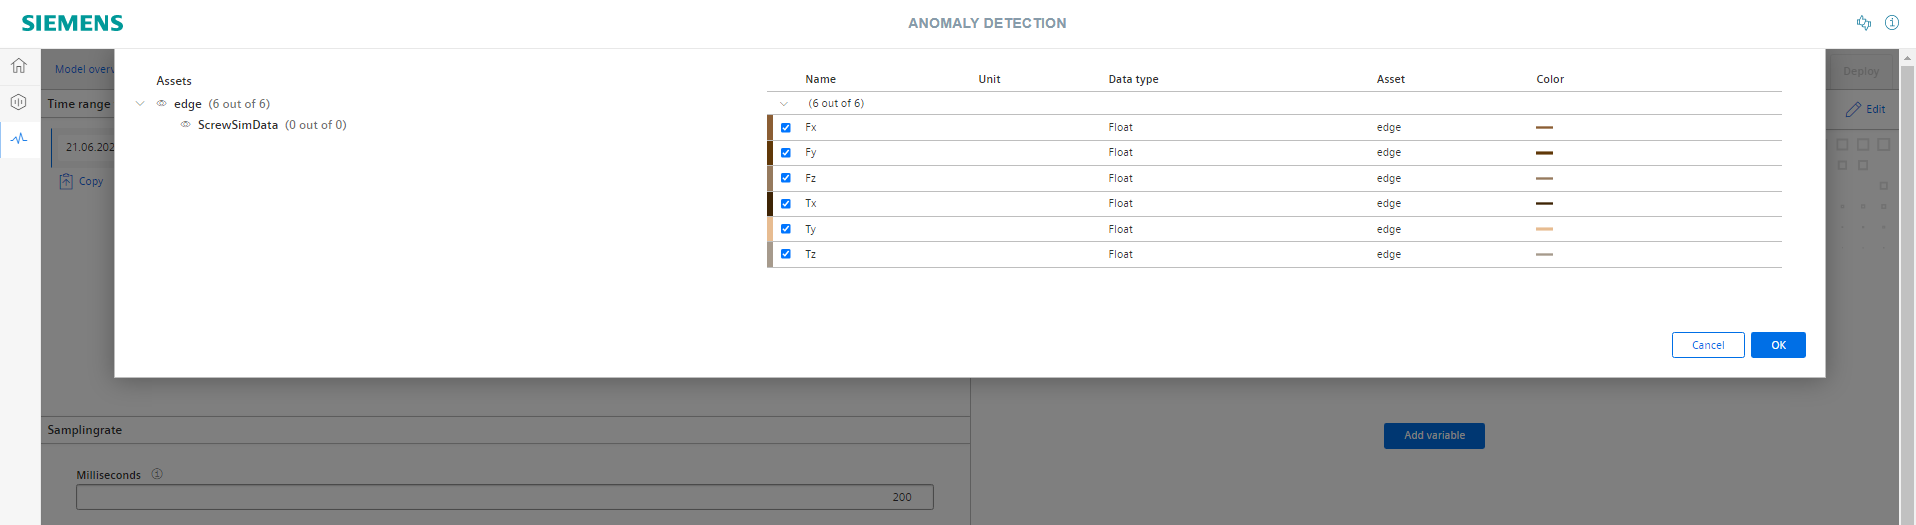 SIEMENS
ANOMALY DETECTION
Model overv
Deploy
Time range
Edit
21.06.202
Copy
Assets
edge (6 out of 6)
ScrewSimData (0 out of 0)
Name Unit Data type Asset Color
(6 out of 6)
Fx Float edge
Fy Float edge
Fz Float edge
Tx Float edge
Ty Float edge
Tz Float edge
Cancel OK
Samplingrate
Add variable
Milliseconds
200